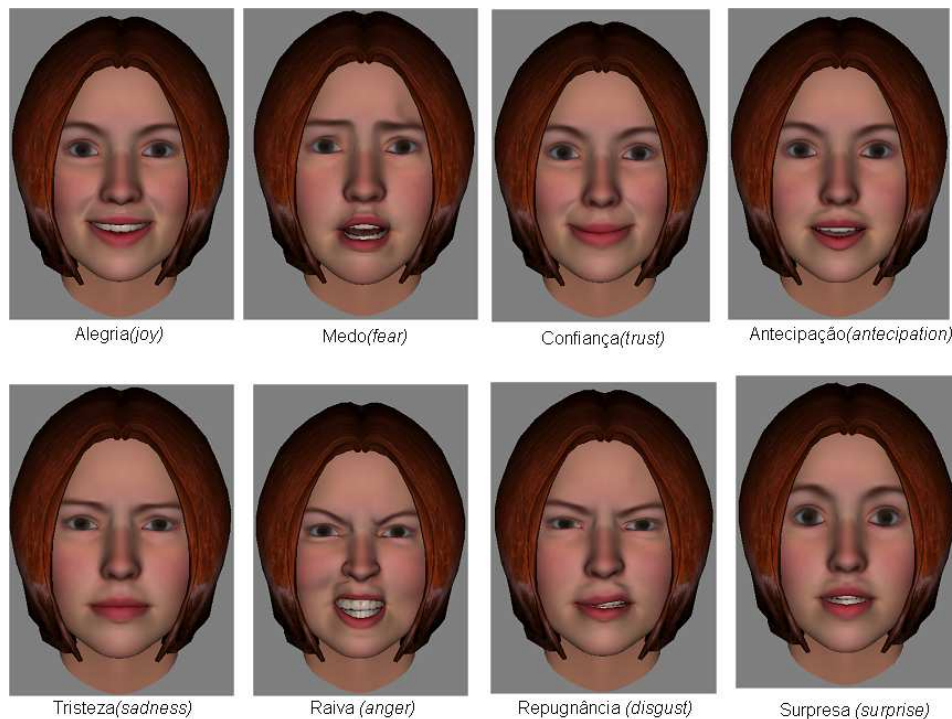 Alegria(joy)
Medo(fear)
Confiança(trust)
Antecipação(antecipation)
Tristeza(sadness)
Raiva (anger)
Repugnância (disgust)
Surpresa (surprise)